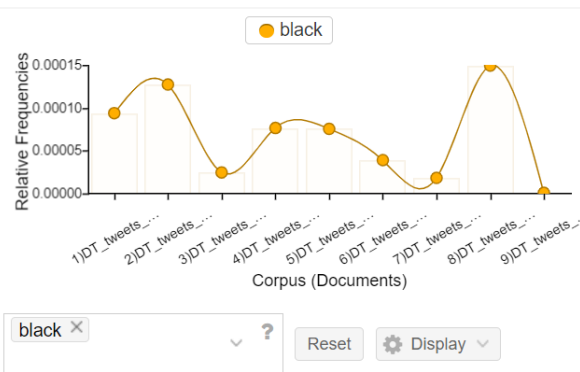 black
Relative Frequencies
0.00015
0.00010
0.00005
0.00000
1)DT_tweets_...
2)DT_tweets_...
3)DT_tweets_...
4)DT_tweets_...
5)DT_tweets_...
6)DT_tweets_...
7)DT_tweets_...
8)DT_tweets_...
9)DT_tweets_...
Corpus (Documents)
black × ?
Reset
Display